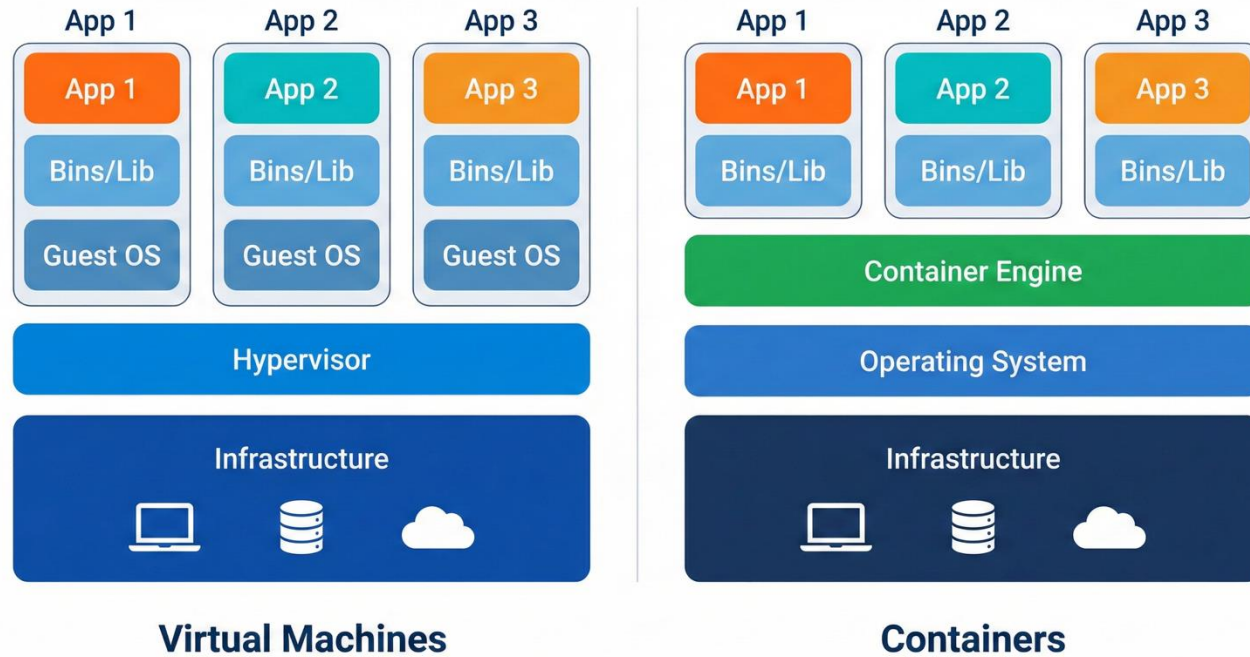 App 1
App 2
App 3
App 1
App 2
App 3
Bins/Lib
Bins/Lib
Bins/Lib
Guest OS
Guest OS
Guest OS
Hypervisor
Infrastructure
Virtual Machines
App 1
App 2
App 3
App 1
App 2
App 3
Bins/Lib
Bins/Lib
Bins/Lib
Container Engine
Operating System
Infrastructure
Containers